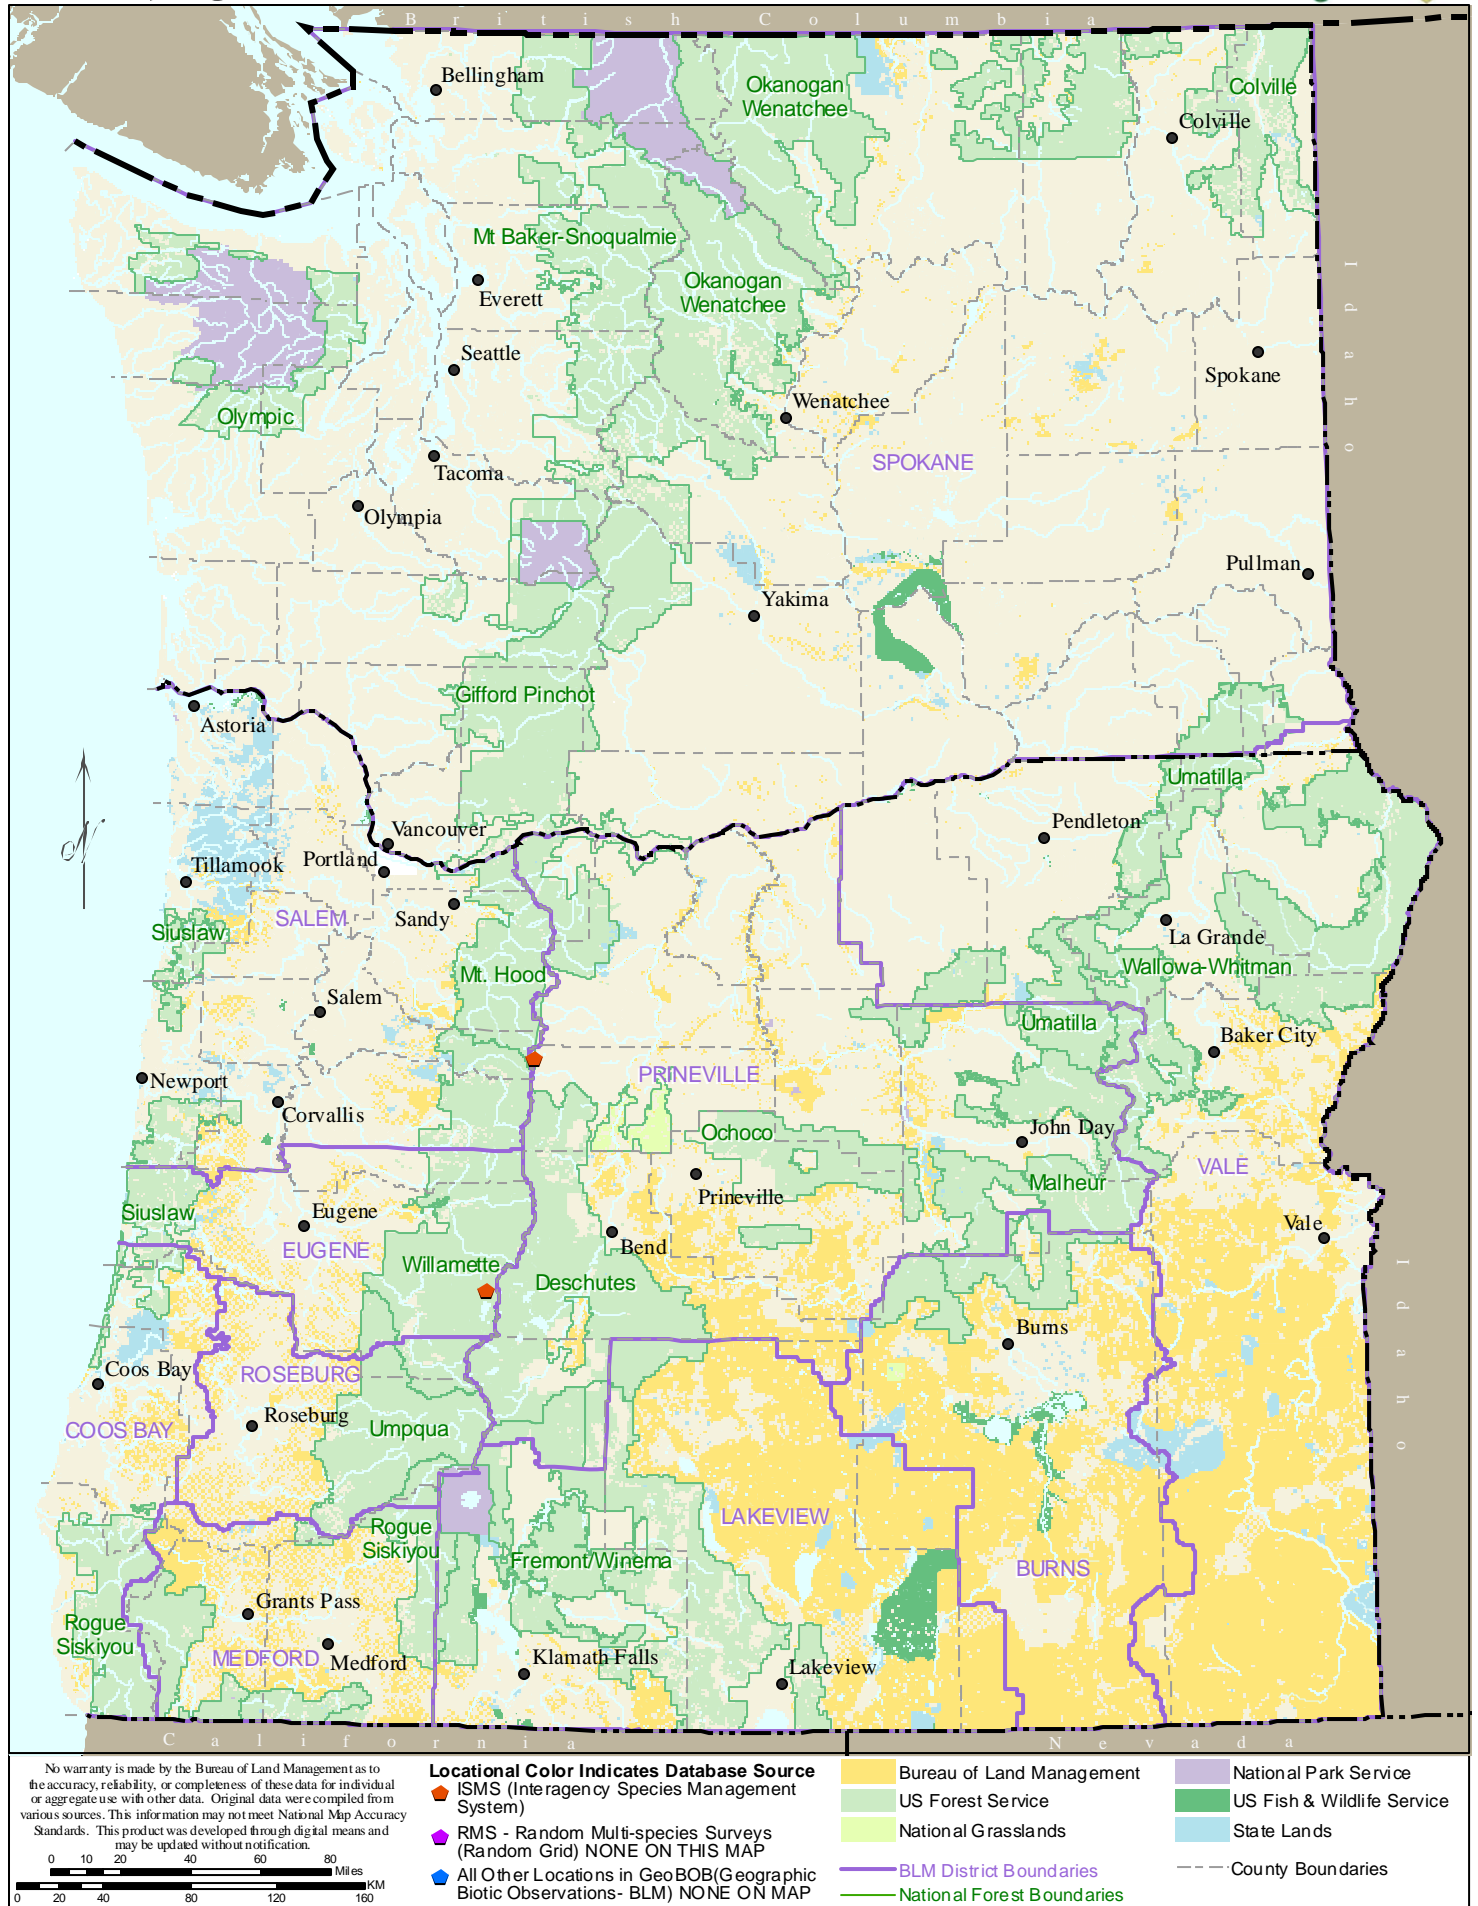 British Columbia
Bellingham
Okanogan
Wenatchee
Colville
Colville
Mt Baker-Snoqualmie
Okanogan
Wenatchee
Everett
Idaho
Seattle
Spokane
Wenatchee
Olympic
SPOKANE
Tacoma
Olympia
Pullman
Yakima
Gifford Pinchot
Astoria
Umatilla
Vancouver
Pendleton
Portland
Tillamook
Sandy
SALEM
Siuslaw
La Grande
Wallowa-Whitman
Mt. Hood
Salem
Umatilla
Baker City
Newport
PRINEVILLE
Corvallis
Ochoco
John Day
VALE
Malheur
Prineville
Siuslaw
Eugene
Vale
EUGENE
Bend
Willamette
Deschutes
Idaho
Burns
Coos Bay
ROSEBURG
Roseburg
COOS BAY
Umpqua
LAKEVIEW
Rogue
Siskiyou
Fremont/Winema
BURNS
Grants Pass
Rogue
Siskiyou
MEDFORD
Medford
Klamath Falls
Lakeview
California
Nevada
No warranty is made by the Bureau of Land Management as to
the accuracy, reliability, or completeness of these data for individual
or aggregate use with other data. Original data were compiled from
various sources. This information may not meet National Map Accuracy
Standards. This product was developed through digital means and
may be updated without notification.
0 10 20 40 60 80
Miles
KM
0 20 40 80 120 160
Locational Color Indicates Database Source
ISMS (Interagency Species Management
System)
RMS - Random Multi-species Surveys
(Random Grid) NONE ON THIS MAP
All Other Locations in GeoBOB(Geographic
Biotic Observations- BLM) NONE ON MAP
Bureau of Land Management
US Forest Service
National Grasslands
BLM District Boundaries
National Forest Boundaries
National Park Service
US Fish & Wildlife Service
State Lands
County Boundaries